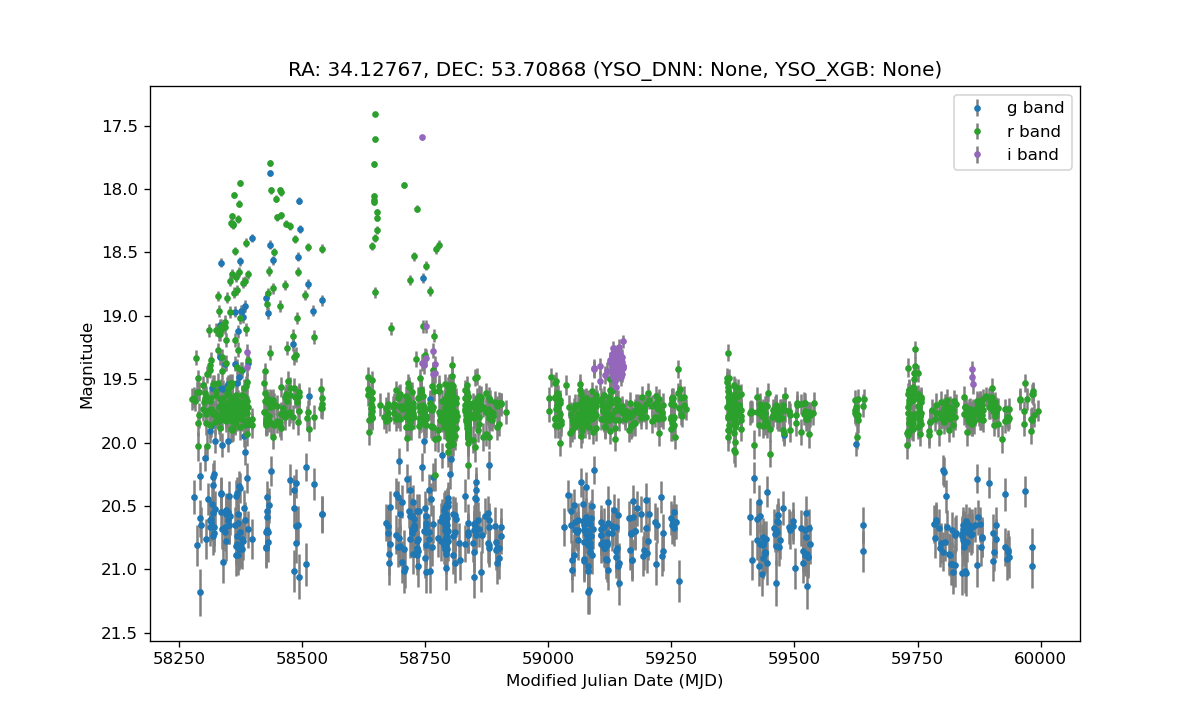 RA: 34.12767, DEC: 53.70868 (YSO_DNN: None, YSO_XGB: None)
g band
r band
i band
17.5
18.0
18.5
19.0
19.5
20.0
20.5
21.0
21.5
Magnitude
58250 58500 58750 59000 59250 59500 59750 60000
Modified Julian Date (MJD)